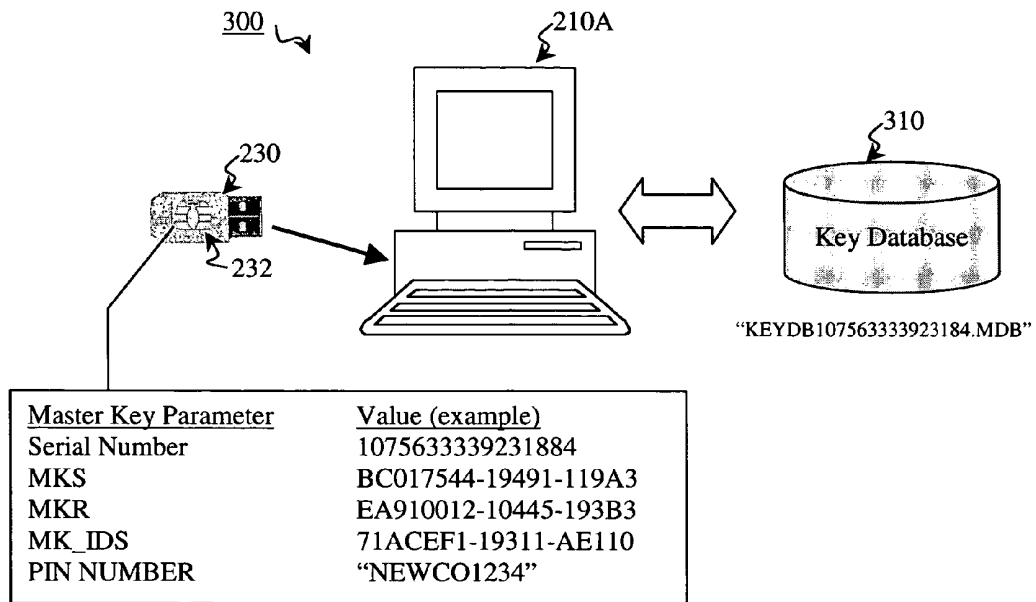 300
210A
310
230
232
Key Database
“KEYDB107563333923184.MDB”
Master Key Parameter Value (example)
Serial Number 1075633339231884
MKS BC017544-19491-119A3
MKR EA910012-10445-193B3
MK_IDS 71ACEF1-19311-AE110
PIN NUMBER “NEWCO1234”